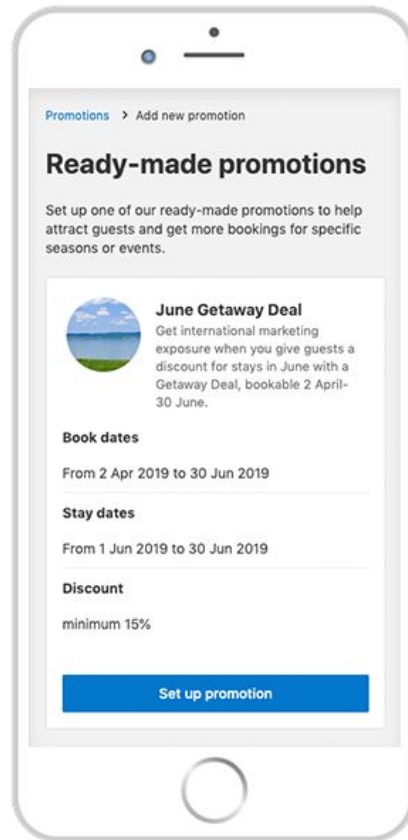 Promotions > Add new promotion
Ready-made promotions
Set up one of our ready-made promotions to help
attract guests and get more bookings for specific
seasons or events.
June Getaway Deal
Get international marketing
exposure when you give guests a
discount for stays in June with a
Getaway Deal, bookable 2 April-
30 June.
Book dates
From 2 Apr 2019 to 30 Jun 2019
Stay dates
From 1 Jun 2019 to 30 Jun 2019
Discount
minimum 15%
Set up promotion